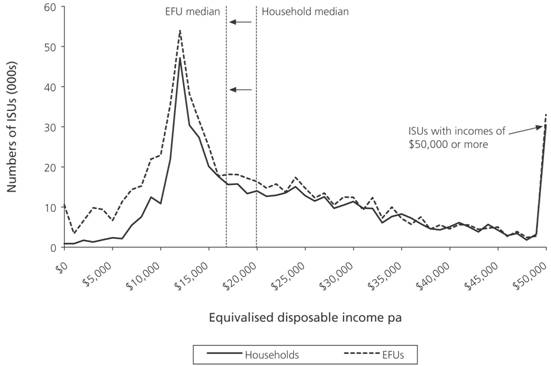 60
50
40
30
20
10
0
Numbers of ISUs (000s)
EFU median
Household median
ISUs with incomes of
$50,000 or more
$0
$5,000
$10,000
$15,000
$20,000
$25,000
$30,000
$35,000
$40,000
$45,000
$50,000
Equivalised disposable income pa
Households
EFUs